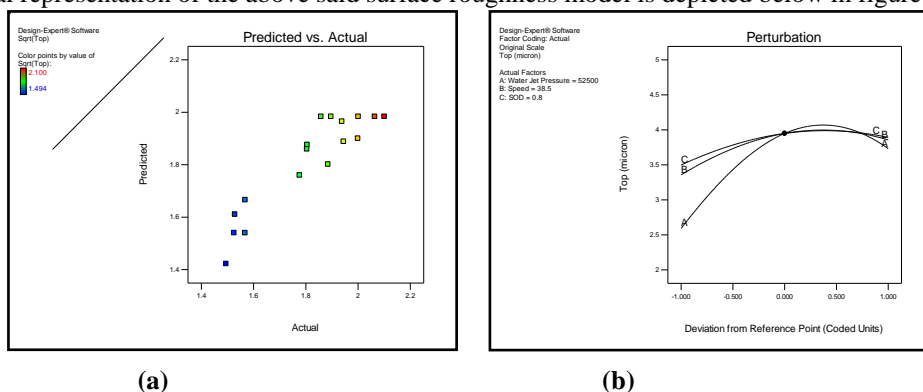 al representation of the above said surface roughness model is depicted below in figure
Design-Expert® Software
Sqrt(Top)
Color points by value of
Sqrt(Top):
2.100
1.494
Predicted vs. Actual
Predicted
2.2
2
1.8
1.6
1.4
1.4 1.6 1.8 2 2.2
Actual
(a)
Design-Expert® Software
Factor Coding: Actual
Original Scale
Top (micron)
Actual Factors
A: Water Jet Pressure = 52500
B: Speed = 38.5
C: SOD = 0.8
Perturbation
Top (micron)
5
4.5
4
3.5
3
2.5
2
C
B
A
C
B
A
-1.000 -0.500 0.000 0.500 1.000
Deviation from Reference Point (Coded Units)
(b)